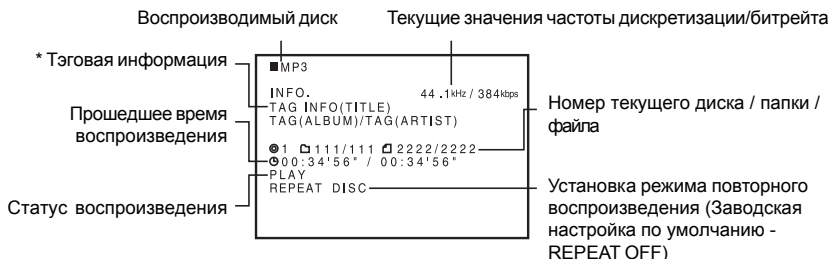 Воспроизводимый диск
Текущие значения частоты дискретизации/битрейта
* Тэговая информация
Прошедшее время
воспроизведения
Статус воспроизведения
MP3
INFO. 44.1kHz / 384kbps
TAG INFO(TITLE)
TAG(ALBUM)/TAG(ARTIST)
1 111/111 2222/2222
00:34'56" / 00:34'56"
PLAY
REPEAT DISC
Номер текущего диска / папки /
файла
Установка режима повторного
воспроизведения (Заводская
настройка по умолчанию -
REPEAT OFF)